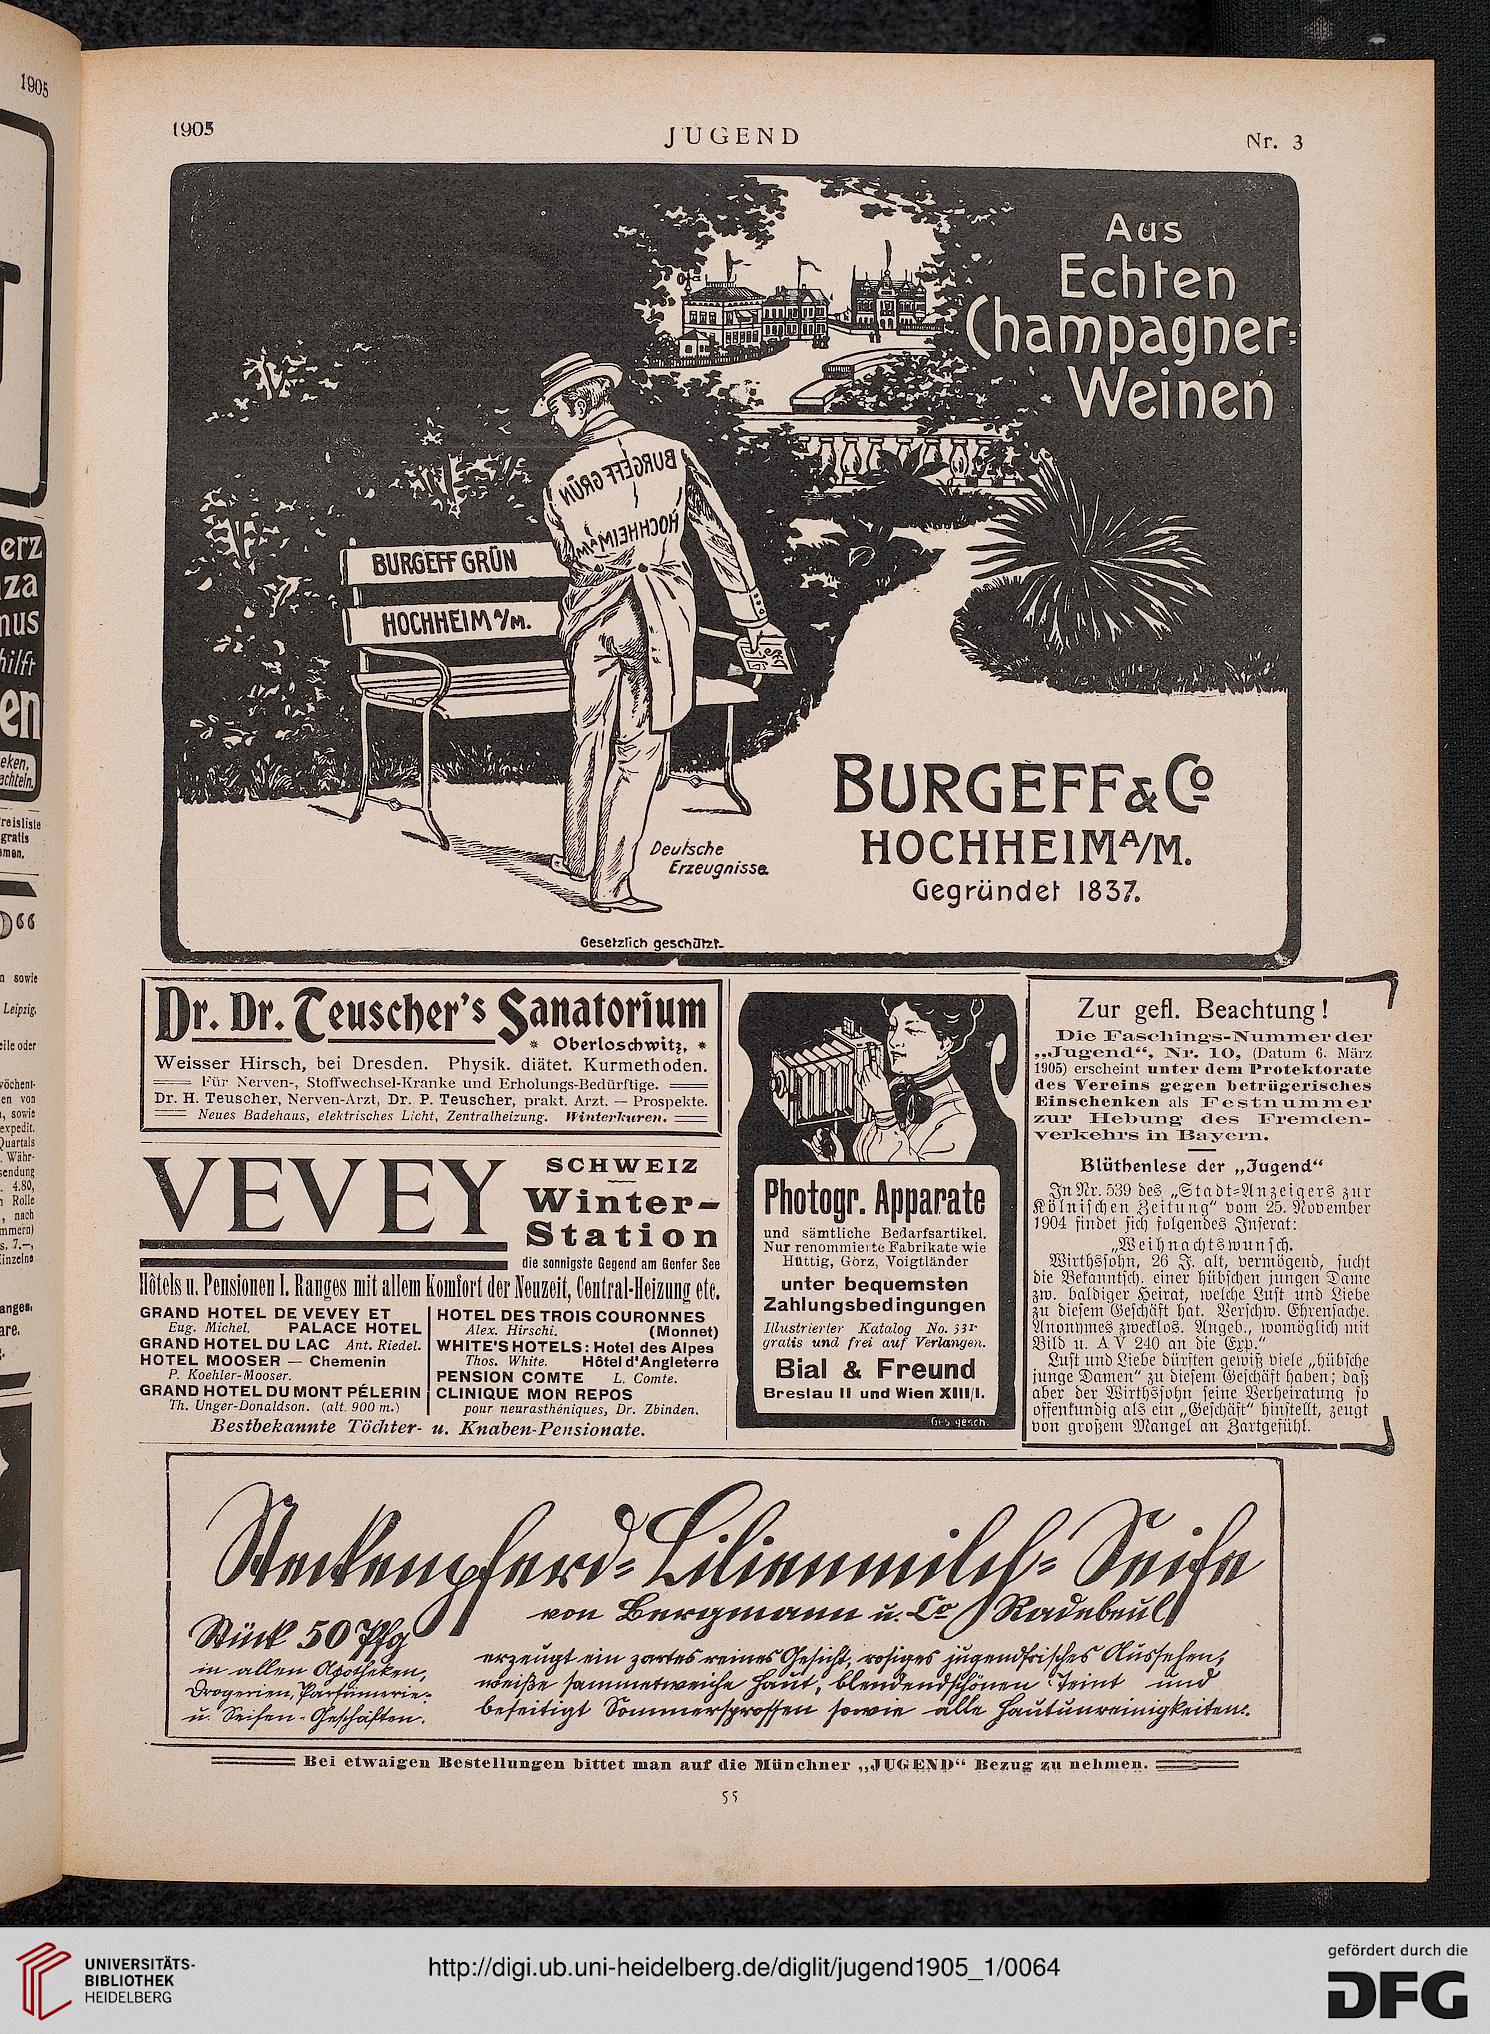 1905
JUGEND
Nr. 3
Aus
Echten
Champagner=
Weinen
BURGEFF GRÜN
HOCHHEIM A/M.
BURGEFF GRÜN
HOCHHEIM A/M.
SECT
BURGEFF & Co
HOCHHEIM A/M.
Gegründet 1837.
Deutsche
Erzeugnisse
Gesetzlich geschützt.
Dr. Dr. Teuscher's Sanatorium
* Oberloschwitz, *
Weisser Hirsch, bei Dresden. Physik. diätet. Kurmethoden.
Für Nerven-, Stoffwechsel-Kranke und Erholungs-Bedürftige.
Dr. H. Teuscher, Nerven-Arzt, Dr. P. Teuscher, prakt. Arzt. — Prospekte.
Neues Badehaus, elektrisches Licht, Zentralheizung. Winterkuren.
VEVEY
SCHWEIZ
Winter-
Station
die sonnigste Gegend am Genfer See
Hôtels u. Pensionen I. Ranges mit allem Komfort der Neuzeit, Central-Heizung etc.
GRAND HOTEL DE VEVEY ET
Eug. Michel. PALACE HOTEL
GRAND HOTEL DU LAC Ant. Riedel.
HOTEL MOOSER — Chemenin
P. Koehler-Mooser.
GRAND HOTEL DU MONT PÉLERIN
Th. Unger-Donaldson. (alt. 900 m.)
HOTEL DES TROIS COURONNES
Alex. Hirschi. (Monnet)
WHITE'S HOTELS: Hotel des Alpes
Thos. White. Hôtel d'Angleterre
PENSION COMTE L. Comte.
CLINIQUE MON REPOS
pour neurasthéniques, Dr. Zbinden.
Bestbekannte Töchter- u. Knaben-Pensionate.
Photogr. Apparate
und sämtliche Bedarfsartikel.
Nur renommierte Fabrikate wie
Hüttig, Görz, Voigtländer
unter bequemsten
Zahlungsbedingungen
Illustrierter Katalog No. 531
gratis und frei auf Verlangen.
Bial & Freund
Breslau II und Wien XIII/I.
Ges. gesch.
Zur gefl. Beachtung!
Die Faschings-Nummer der
„Jugend“, Nr. 10, (Datum 6. März
1905) erscheint unter dem Protektorate
des Vereins gegen betrügerisches
Einschenken als Festnummer
zur Hebung des Fremden-
verkehrs in Bayern.
Blüthenlese der „Jugend“
In Nr. 539 des „Stadt-Anzeigers zur
Kölnischen Zeitung“ vom 25. November
1904 findet sich folgendes Inserat:
„Weihnachtswunsch.
Wirthssohn, 26 J. alt, vermögend, sucht
die Bekanntsch. einer hübschen jungen Dame
zw. baldiger Heirat, welche Lust und Liebe
zu diesem Geschäft hat. Verschw. Ehrensache.
Anonymes zwecklos. Angeb., womöglich mit
Bild u. A V 240 an die Exp.“
Lust und Liebe dürften gewiß viele „hübsche
junge Damen“ zu diesem Geschäft haben; daß
aber der Wirthssohn seine Verheiratung so
offenkundig als ein „Geschäft“ hinstellt, zeugt
von großem Mangel an Zartgefühl.
Steckenpferd-Lilienmilch-Seife
von Bergmann u. Co Radebeul
Stück 50 Pfg
in allen Apotheken,
Drogerien, Parfümerie-
u. Seifen-Geschäften.
erzeugt ein zartes reines Gesicht, rosiges jugendfrisches Aussehen,
weiße sammetweiche Haut, blendendschönen Teint und
beseitigt Sommersprossen sowie alle Hautunreinigkeiten.
Bei etwaigen Bestellungen bittet man auf die Münchner „JUGEND“ Bezug zu nehmen.
55
1905
UNIVERSITÄTS-
BIBLIOTHEK
HEIDELBERG
http://digi.ub.uni-heidelberg.de/diglit/jugend1905_1/0064
gefördert durch die
DFG